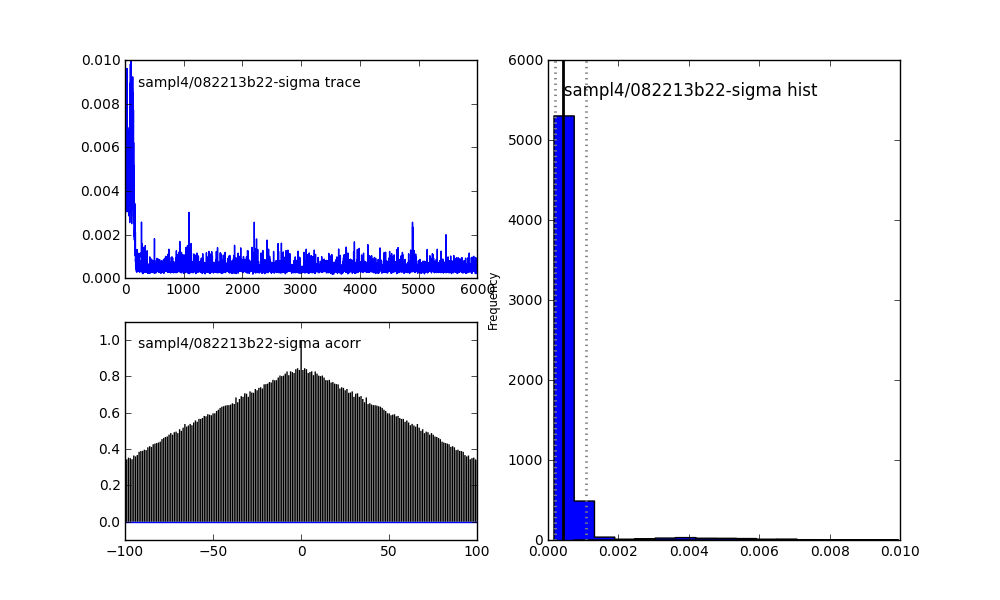 0.010
0.008
0.006
0.004
0.002
0.000
sampl4/082213b22-sigma trace
0 1000 2000 3000 4000 5000 6000
1.0
0.8
0.6
0.4
0.2
0.0
sampl4/082213b22-sigma acorr
−100 −50 0 50 100
Frequency
6000
5000
4000
3000
2000
1000
0
sampl4/082213b22-sigma hist
0.000 0.002 0.004 0.006 0.008 0.010